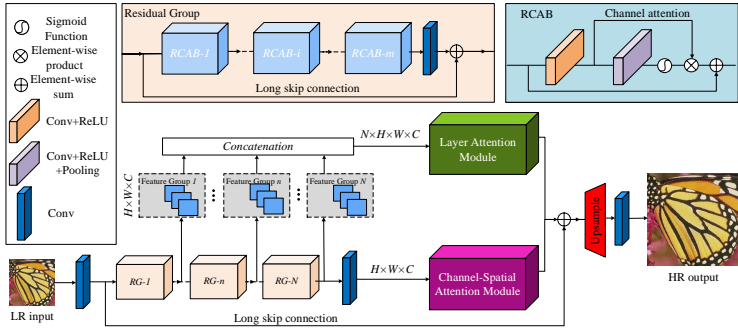 Sigmoid
Function
Element-wise
product
Element-wise
sum
Conv+ReLU
Conv+ReLU
+Pooling
Conv
Residual Group
RCAB-1
RCAB-i
RCAB-m
Long skip connection
RCAB
Channel attention
Concatenation
N×H×W×C
Layer Attention
Module
H×W×C
Feature Group 1
Feature Group n
Feature Group N
RG-1
RG-n
RG-N
H×W×C
Channel-Spatial
Attention Module
Upsample
LR input
Long skip connection
HR output